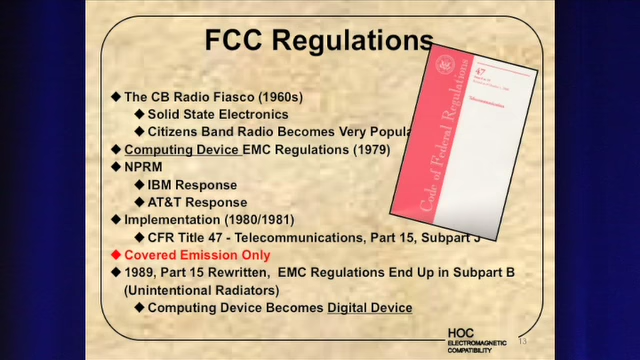 FCC Regulations
◆ The CB Radio Fiasco (1960s)
◆ Solid State Electronics
◆ Citizens Band Radio Becomes Very Popula
◆ Computing Device EMC Regulations (1979)
◆ NPRM
◆ IBM Response
◆ AT&T Response
◆ Implementation (1980/1981)
◆ CFR Title 47 - Telecommunications, Part 15, Subpart J
◆ Covered Emission Only
◆ 1989, Part 15 Rewritten, EMC Regulations End Up in Subpart B
(Unintentional Radiators)
◆ Computing Device Becomes Digital Device
Code of Federal Regulations
47
Telecommunication
HOC
ELECTROMAGNETIC
COMPATIBILITY
13